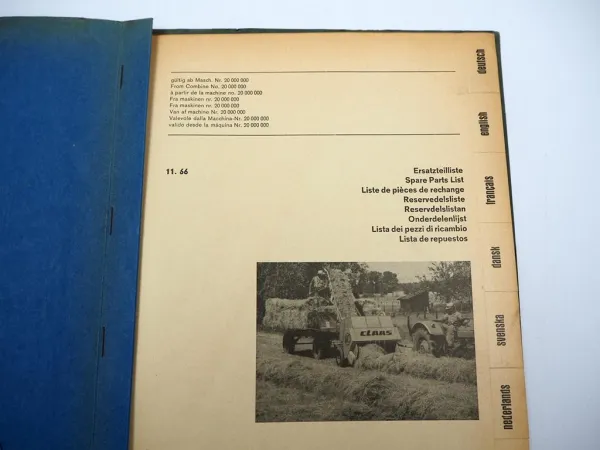 gültig ab Masch. Nr. 20 000 000
From Combine No. 20 000 000
à partir de la machine no. 20 000 000
Fra maskinen nr. 20 000 000
Fra maskinen nr. 20 000 000
Van af machine Nr. 20 000 000
Valevole dalla Macchina-Nr. 20 000 000
valido desde la máquina Nr. 20 000 000
11. 66
Ersatzteilliste
Spare Parts List
Liste de pièces de rechange
Reservedelsliste
Reservdelslistan
Onderdelenlijst
Lista dei pezzi di ricambio
Lista de repuestos
CLAAS
deutsch
english
français
dansk
svenska
nederlands